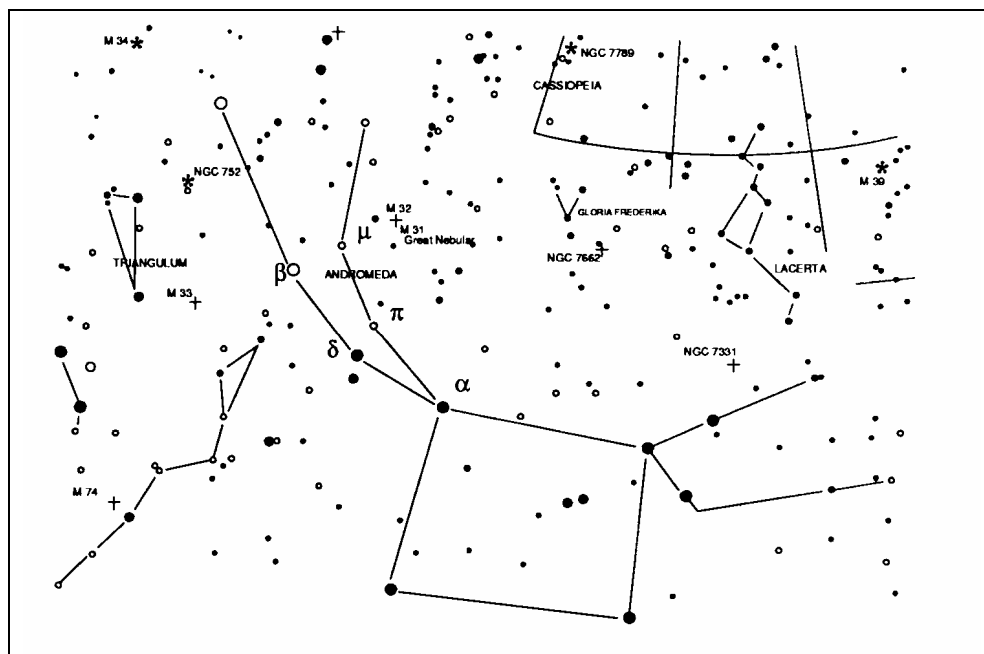 M 34
NGC 7789
CASSIOPEIA
NGC 752
M 39
M 32
GLORIA FREDERIKA
μ
M 31
Great Nebular
NGC 7662
TRIANGULUM
β
ANDROMEDA
LACERTA
M 33
π
δ
NGC 7331
α
M 74